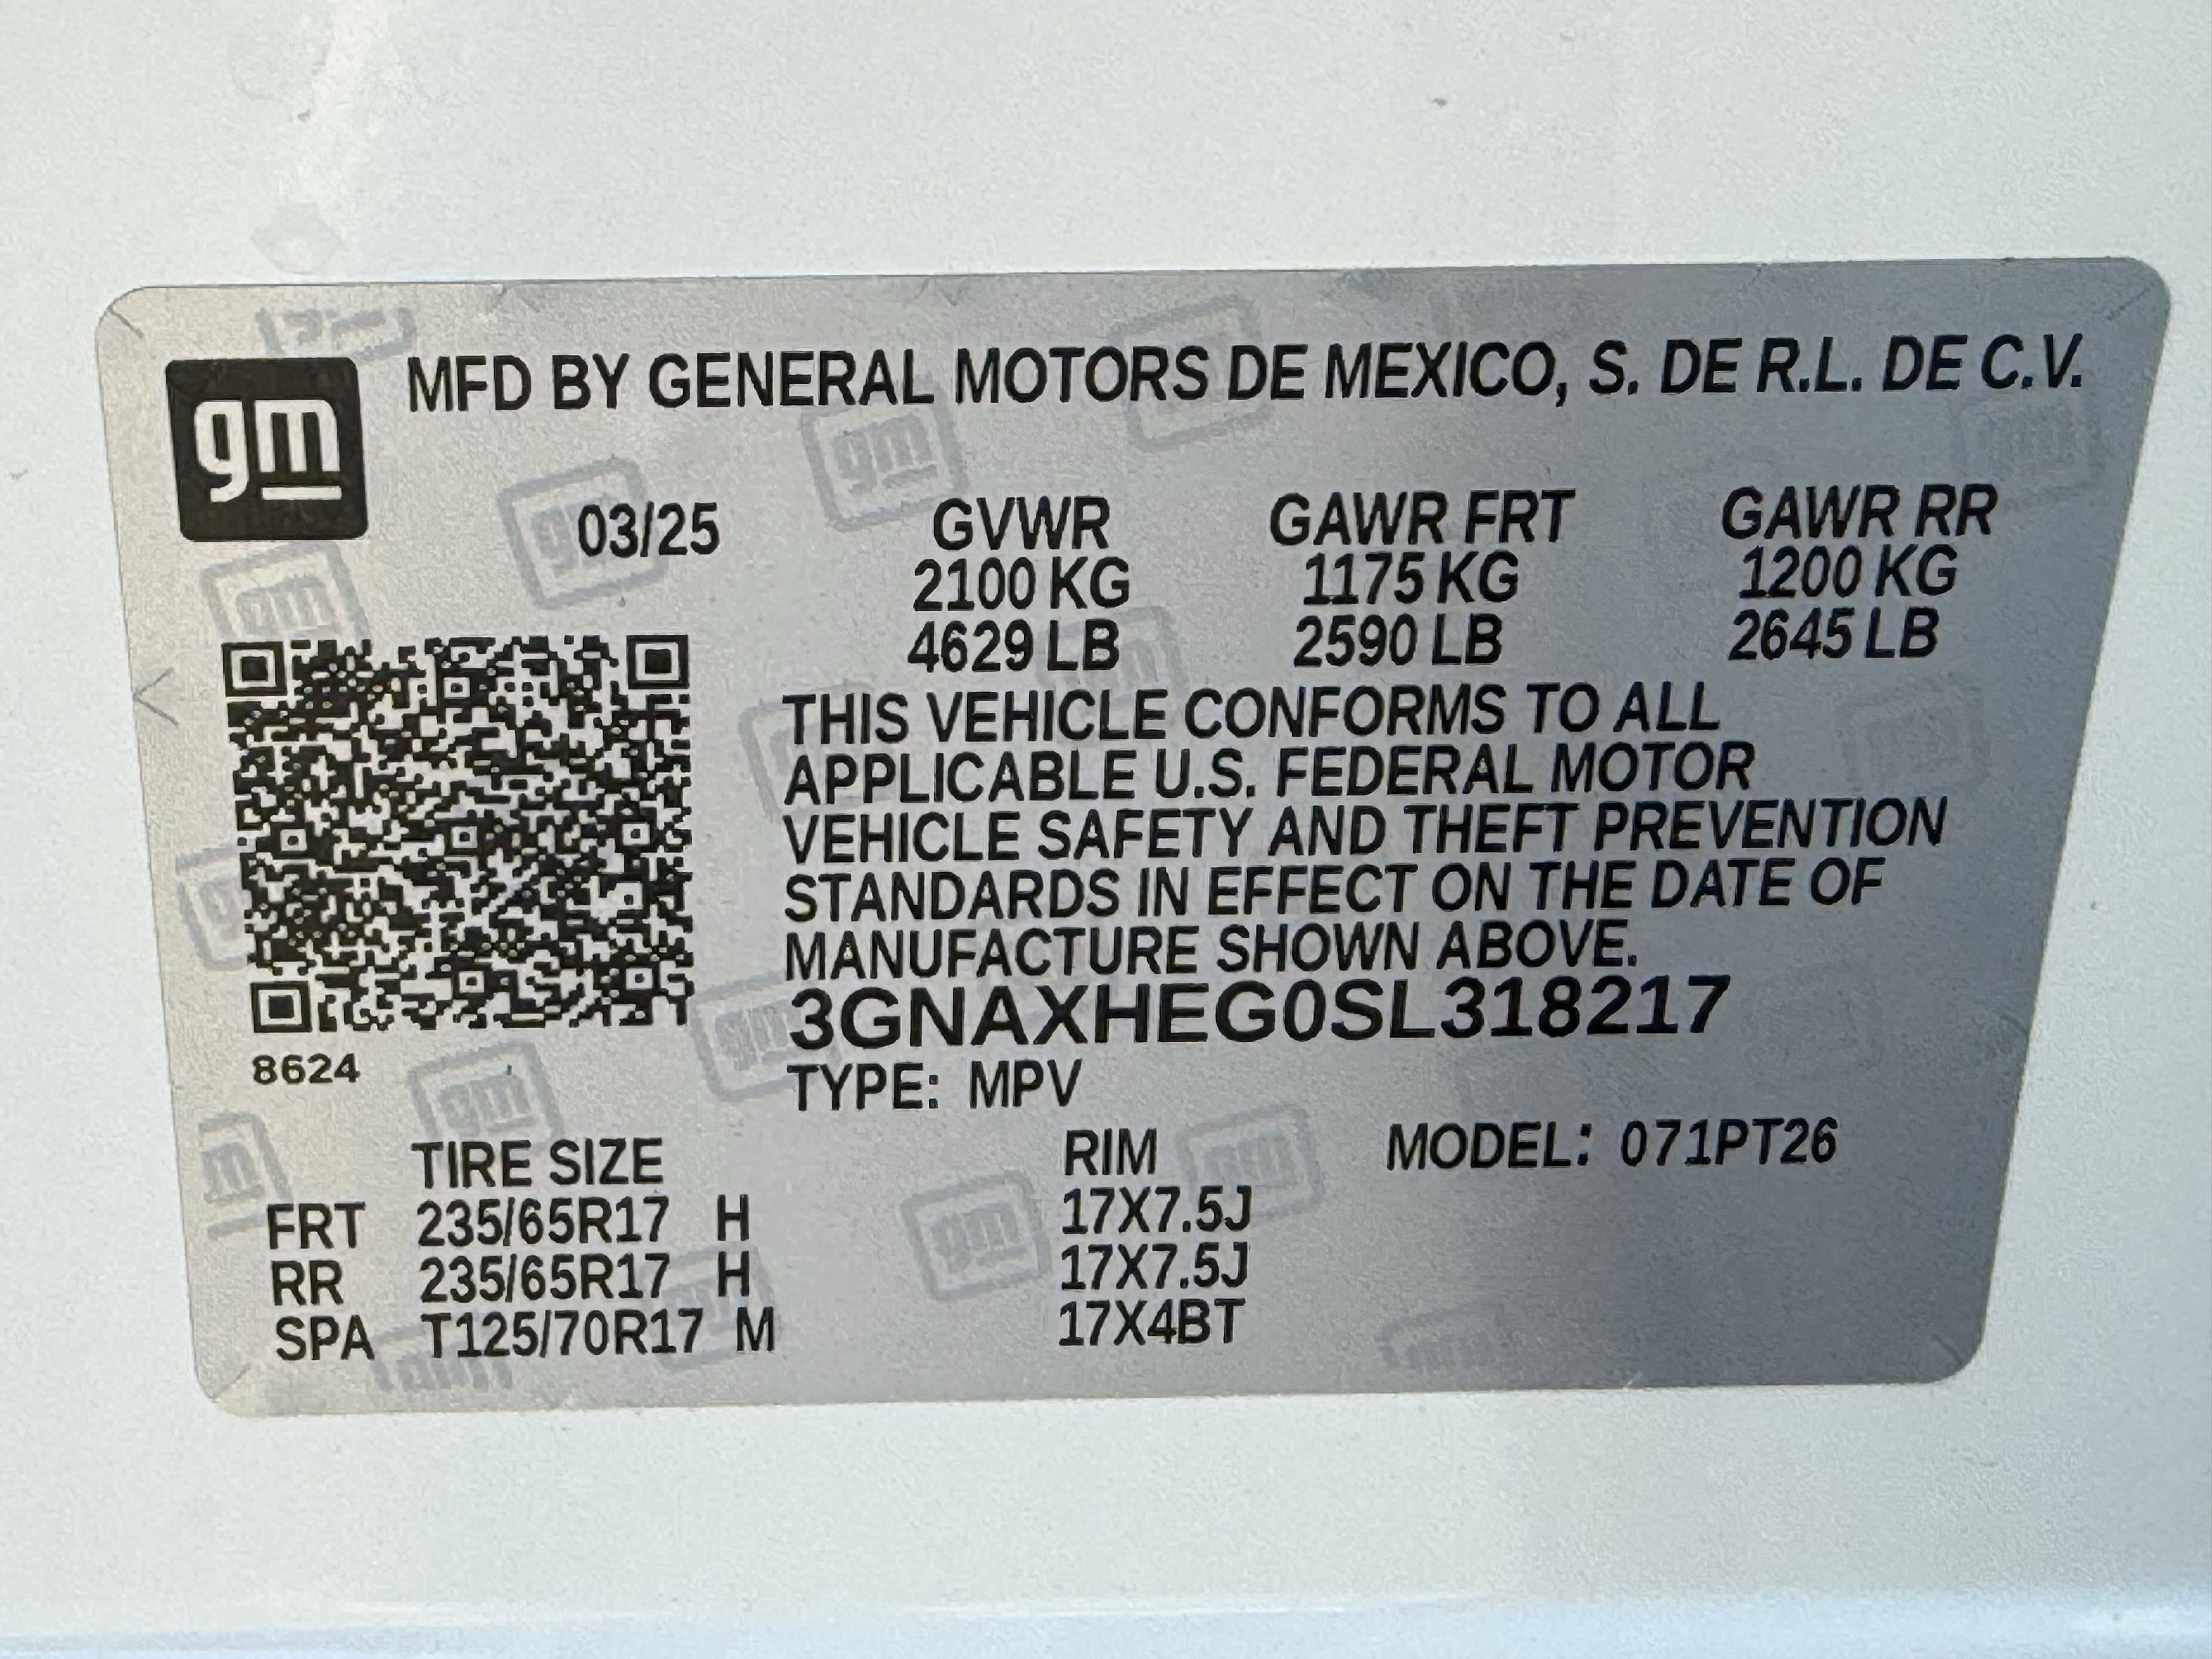 gm
MFD BY GENERAL MOTORS DE MEXICO, S. DE R.L. DE C.V.
03/25 GVWR GAWR FRT GAWR RR
2100 KG 1175 KG 1200 KG
4629 LB 2590 LB 2645 LB
THIS VEHICLE CONFORMS TO ALL
APPLICABLE U.S. FEDERAL MOTOR
VEHICLE SAFETY AND THEFT PREVENTION
STANDARDS IN EFFECT ON THE DATE OF
MANUFACTURE SHOWN ABOVE.
3GNAXHEG0SL318217
8624
TYPE: MPV
TIRE SIZE RIM MODEL: 071PT26
FRT 235/65R17 H 17X7.5J
RR 235/65R17 H 17X7.5J
SPA T125/70R17 M 17X4BT